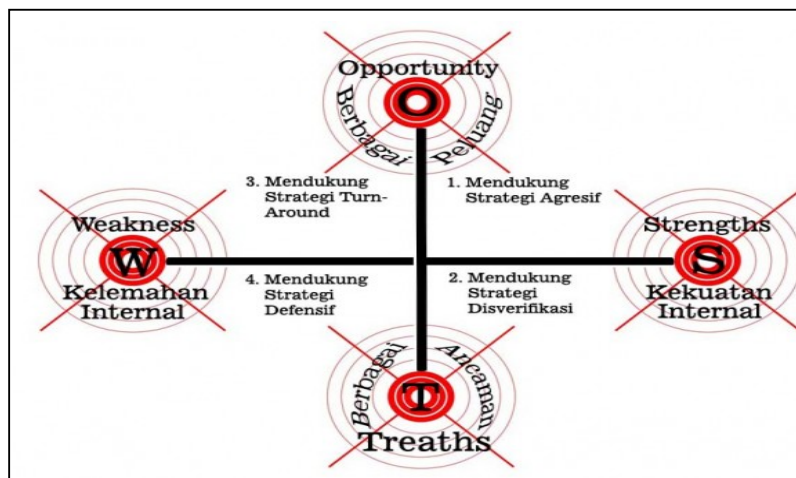 Opportunity
O
Berbagai Peluang
3. Mendukung
Strategi Turn-
Around
1. Mendukung
Strategi Agresif
Weakness
W
Kelemahan
Internal
Strengths
S
Kekuatan
Internal
4. Mendukung
Strategi
Defensif
2. Mendukung
Strategi
Disverifikasi
Berbagai Ancaman
T
Treaths